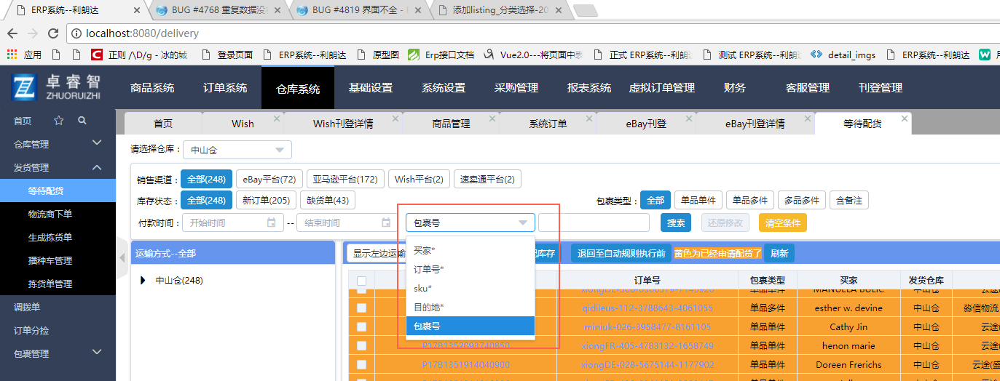 ERP系统--利朗达
BUG #4768 重复数据没
BUG #4819 界面不全 -
添加listing_分类选择-20
localhost:8080/delivery
应用
正则 /\D/g - 冰的城
登录页面
ERP系统--利朗达
原型图
Erp接口文档
Vue2.0---将页面中表
正式 ERP系统--利朗
测试 ERP系统--利朗
detail_imgs
ERP系统--利朗达
卓睿智
ZHUORUIZHI
商品系统
订单系统
仓库系统
基础设置
系统设置
采购管理
报表系统
虚拟订单管理
财务
客服管理
刊登管理
首页
仓库管理
发货管理
等待配货
物流商下单
生成拣货单
播种车管理
拣货单管理
调拨单
订单分捡
包裹管理
首页
Wish
Wish刊登详情
商品管理
系统订单
eBay刊登
eBay刊登详情
等待配货
请选择仓库：
中山仓
销售渠道：
全部(248)
eBay平台(72)
亚马逊平台(172)
Wish平台(2)
速卖通平台(2)
库存状态：
全部(248)
新订单(205)
缺货单(43)
包裹类型：
全部
单品单件
单品多件
多品多件
含备注
付款时间：
开始时间
--
结束时间
包裹号
搜索
还原修改
清空条件
买家*
订单号*
sku*
目的地*
包裹号
运输方式--全部
中山仓(248)
显示左边运输
配库存
退回至自动规则执行前
黄色为已经申请配货了
刷新
订单号
包裹类型
买家
发货仓库
单品单件
中山仓
云途
qidileus-112-3788643-4061055
单品多件
esther w. devine
中山仓
淼信物流
miniuk-026-3958477-8161105
单品单件
Cathy Jin
中山仓
云途(
P17B1352093740850
xiongFR-405-4783132-1658749
单品单件
henon marie
中山仓
云途(
P17B1351914040900
xiongDE-028-5675144-1177902
单品单件
Doreen Frerichs
中山仓
云途(盛